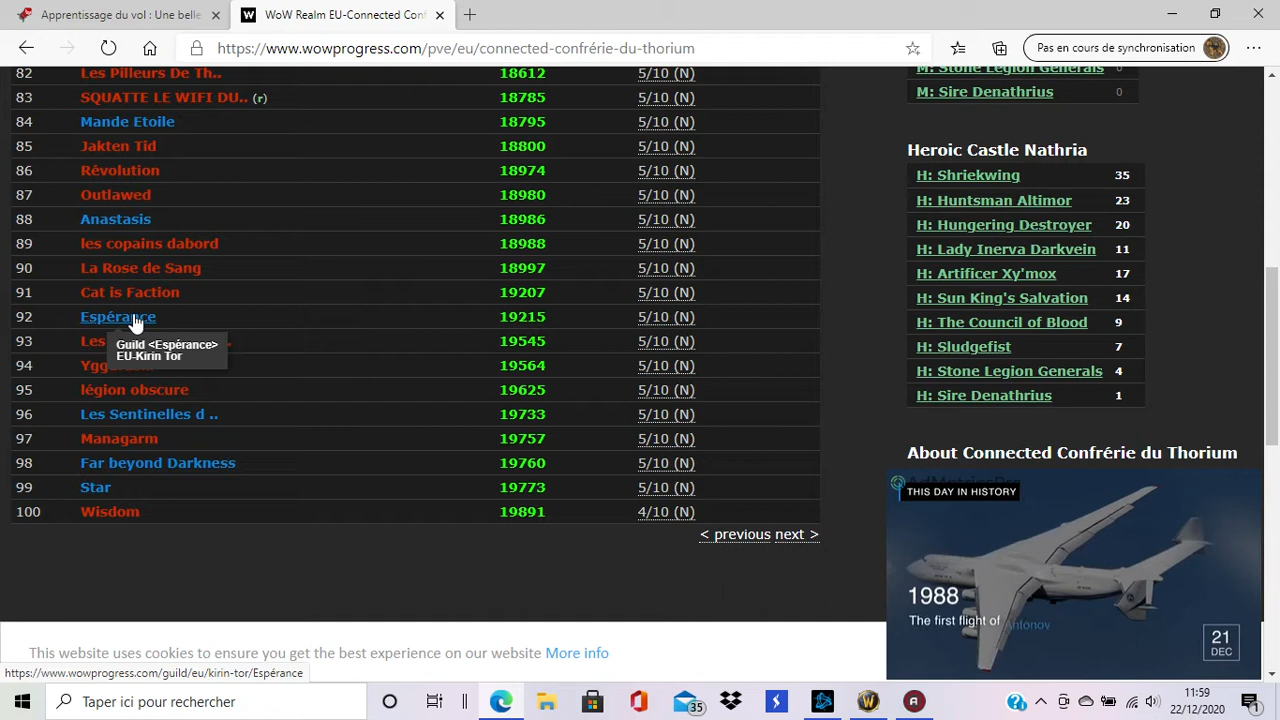 Apprentissage du vol : Une belle
WoW Realm EU-Connected Conf
https://www.wowprogress.com/pve/eu/connected-confrérie-du-thorium
Pas en cours de synchronisation
82 Les Pilleurs De Th.. 18612 5/10 (N)
83 SQUATTE LE WIFI DU.. (r) 18785 5/10 (N)
84 Mande Etoile 18795 5/10 (N)
85 Jakten Tid 18800 5/10 (N)
86 Révolution 18974 5/10 (N)
87 Outlawed 18980 5/10 (N)
88 Anastasis 18986 5/10 (N)
89 les copains dabord 18988 5/10 (N)
90 La Rose de Sang 18997 5/10 (N)
91 Cat is Faction 19207 5/10 (N)
92 Espérance 19215 5/10 (N)
Guild <Espérance>
EU-Kirin Tor
93 Les 19545 5/10 (N)
94 19564 5/10 (N)
95 légion obscure 19625 5/10 (N)
96 Les Sentinelles d .. 19733 5/10 (N)
97 Managarm 19757 5/10 (N)
98 Far beyond Darkness 19760 5/10 (N)
99 Star 19773 5/10 (N)
100 Wisdom 19891 4/10 (N)
< previous next >
M: Stone Legion Generals 0
M: Sire Denathrius 0
Heroic Castle Nathria
H: Shriekwing 35
H: Huntsman Altimor 23
H: Hungering Destroyer 20
H: Lady Inerva Darkvein 11
H: Artificer Xy'mox 17
H: Sun King's Salvation 14
H: The Council of Blood 9
H: Sludgefist 7
H: Stone Legion Generals 4
H: Sire Denathrius 1
About Connected Confrérie du Thorium
THIS DAY IN HISTORY
1988
The first flight of Antonov
21
DEC
This website uses cookies to ensure you get the best experience on our website More info
https://www.wowprogress.com/guild/eu/kirin-tor/Espérance
Taper ici pour rechercher
35
11:59
22/12/2020
1